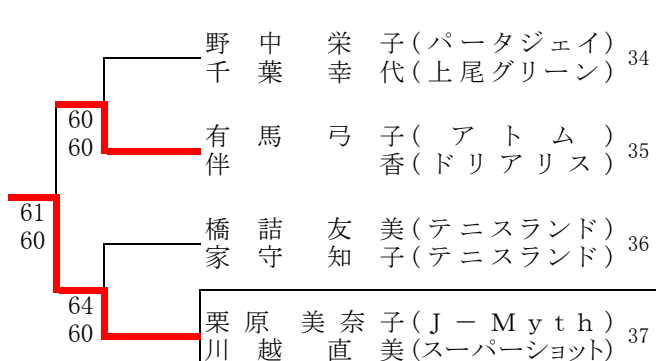 野中 栄子(パータジェイ) 34
千葉 幸代(上尾グリーン)
60
60
有馬 弓子(アトム) 35
伴 香(ドリアリス)
61
60
橋詰 友美(テニスランド) 36
家守 知子(テニスランド)
64
60
栗原 美奈子(J－Myth) 37
川越 直美(スーパーショット)